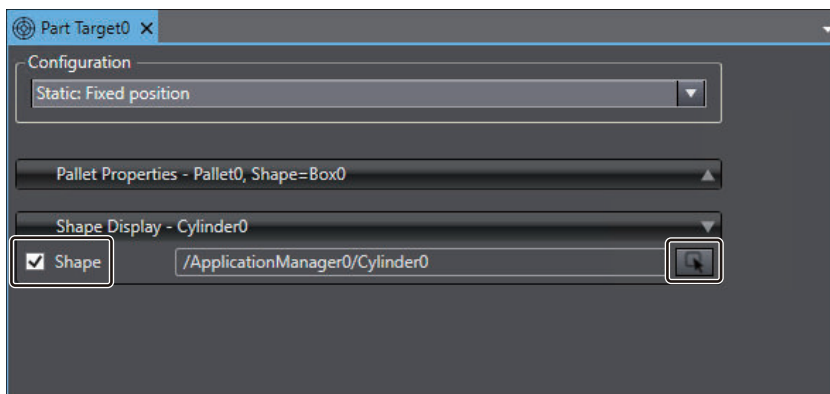 Part Target0
Configuration
Static: Fixed position
Pallet Properties - Pallet0, Shape=Box0
Shape Display - Cylinder0
Shape /ApplicationManager0/Cylinder0